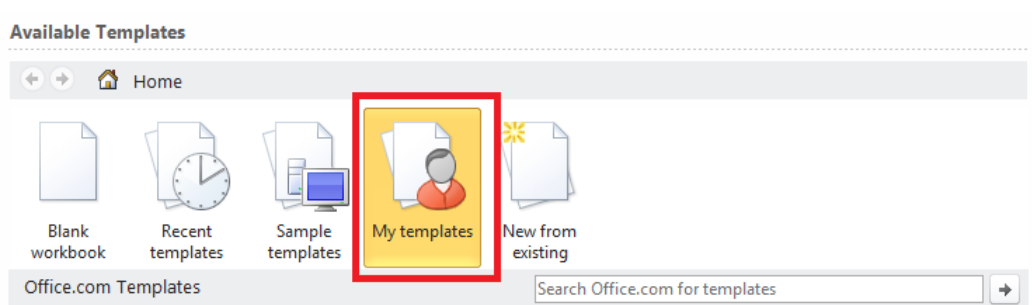 Available Templates
Home
Blank
workbook
Recent
templates
Sample
templates
My templates
New from
existing
Office.com Templates
Search Office.com for templates